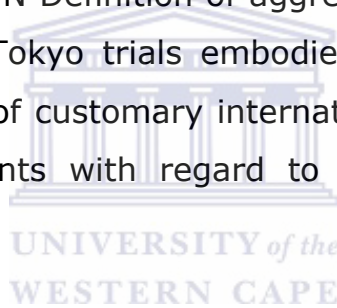 N Definition of aggre
Tokyo trials embodie
of customary internat
nts with regard to
UNIVERSITY of the
WESTERN CAPE